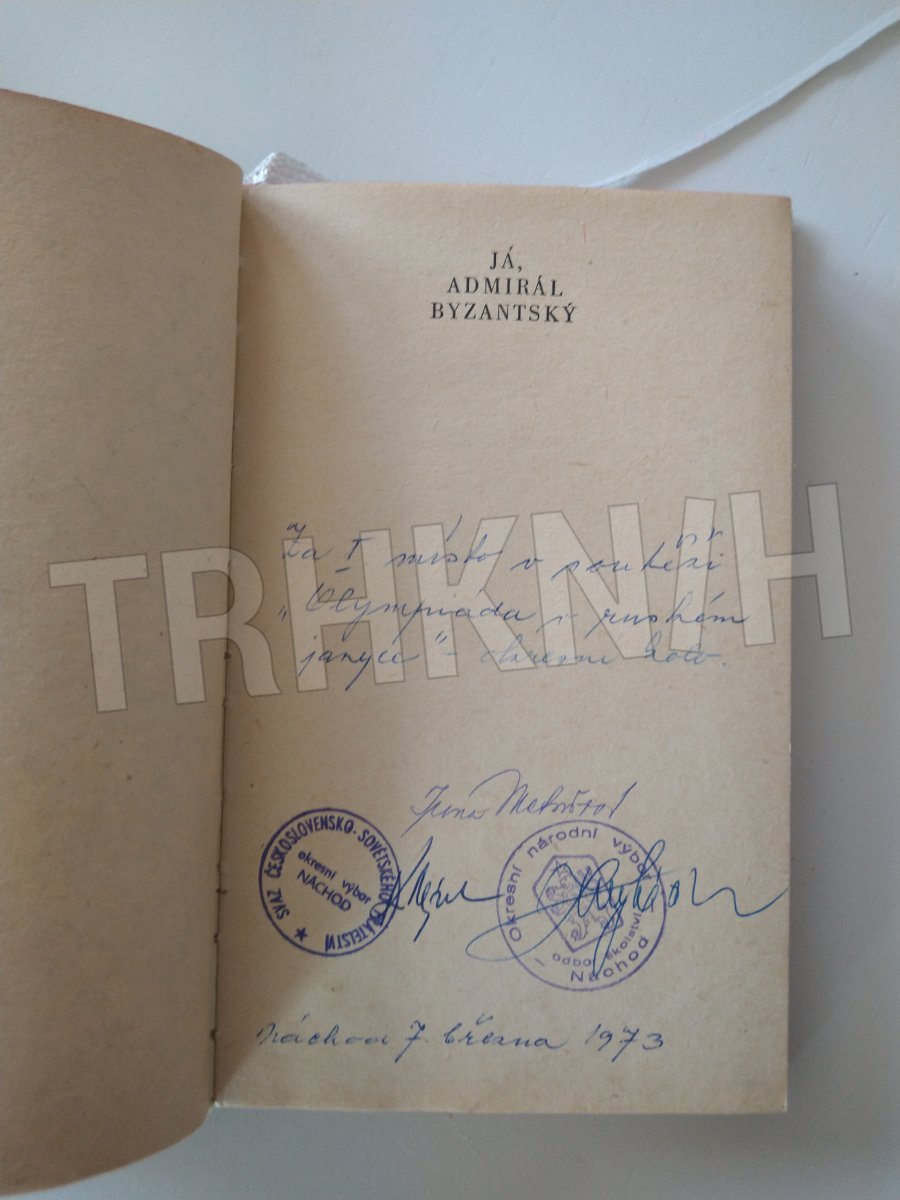 JÁ,
ADMIRÁL
BYZANTSKÝ
Za I místo v soutěži
"Olympiáda v ruském
jazyce" - okresní kolo.
SVAZ ČESKOSLOVENSKO-SOVĚTSKÉHO PŘÁTELSTVÍ
okresní výbor
NÁCHOD
Okresní národní výbor
odbor školství
Náchod
Náchod 7. března 1973
TRHKNIH